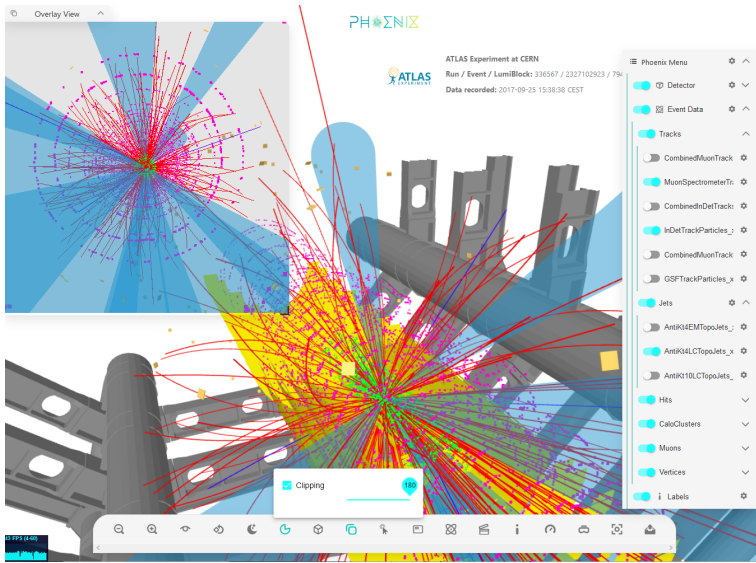 Overlay View
PHOENIX
ATLAS
EXPERIMENT
ATLAS Experiment at CERN
Run / Event / LumiBlock: 336567 / 2327102923 / 794
Data recorded: 2017-09-25 15:38:38 CEST
Phoenix Menu
Detector
Event Data
Tracks
CombinedMuonTrack
MuonSpectrometerTr
CombinedInDetTracks
InDetTrackParticles_x
CombinedMuonTrack
GSFTrackParticles_x
Jets
AntiKt4EMTopoJets_
AntiKt4LCTopoJets_x
AntiKt10LCTopoJets_
Hits
CaloClusters
Muons
Vertices
Labels
Clipping
180